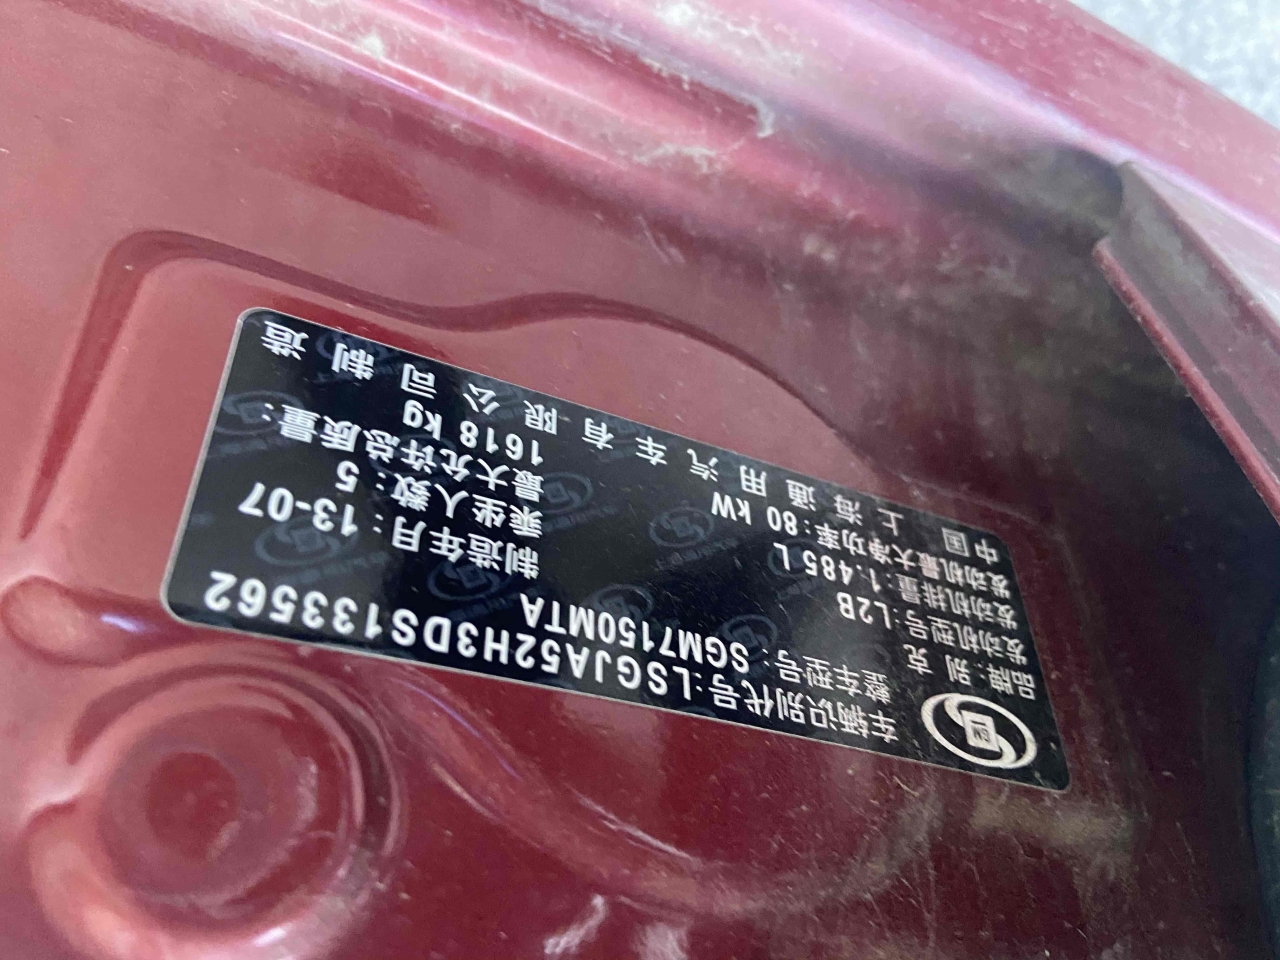 GM
车辆识别代号:LSGJA52H3DS133562
品牌:别 克
整车型号:SGM7150MTA
发动机型号:L2B
制造年月:13-07
发动机排量:1.485 L
乘坐人数:5
发动机最大净功率:80 kW
最大允许总质量:
1618 kg
中 国 上 海 通 用 汽 车 有 限 公 司 制 造